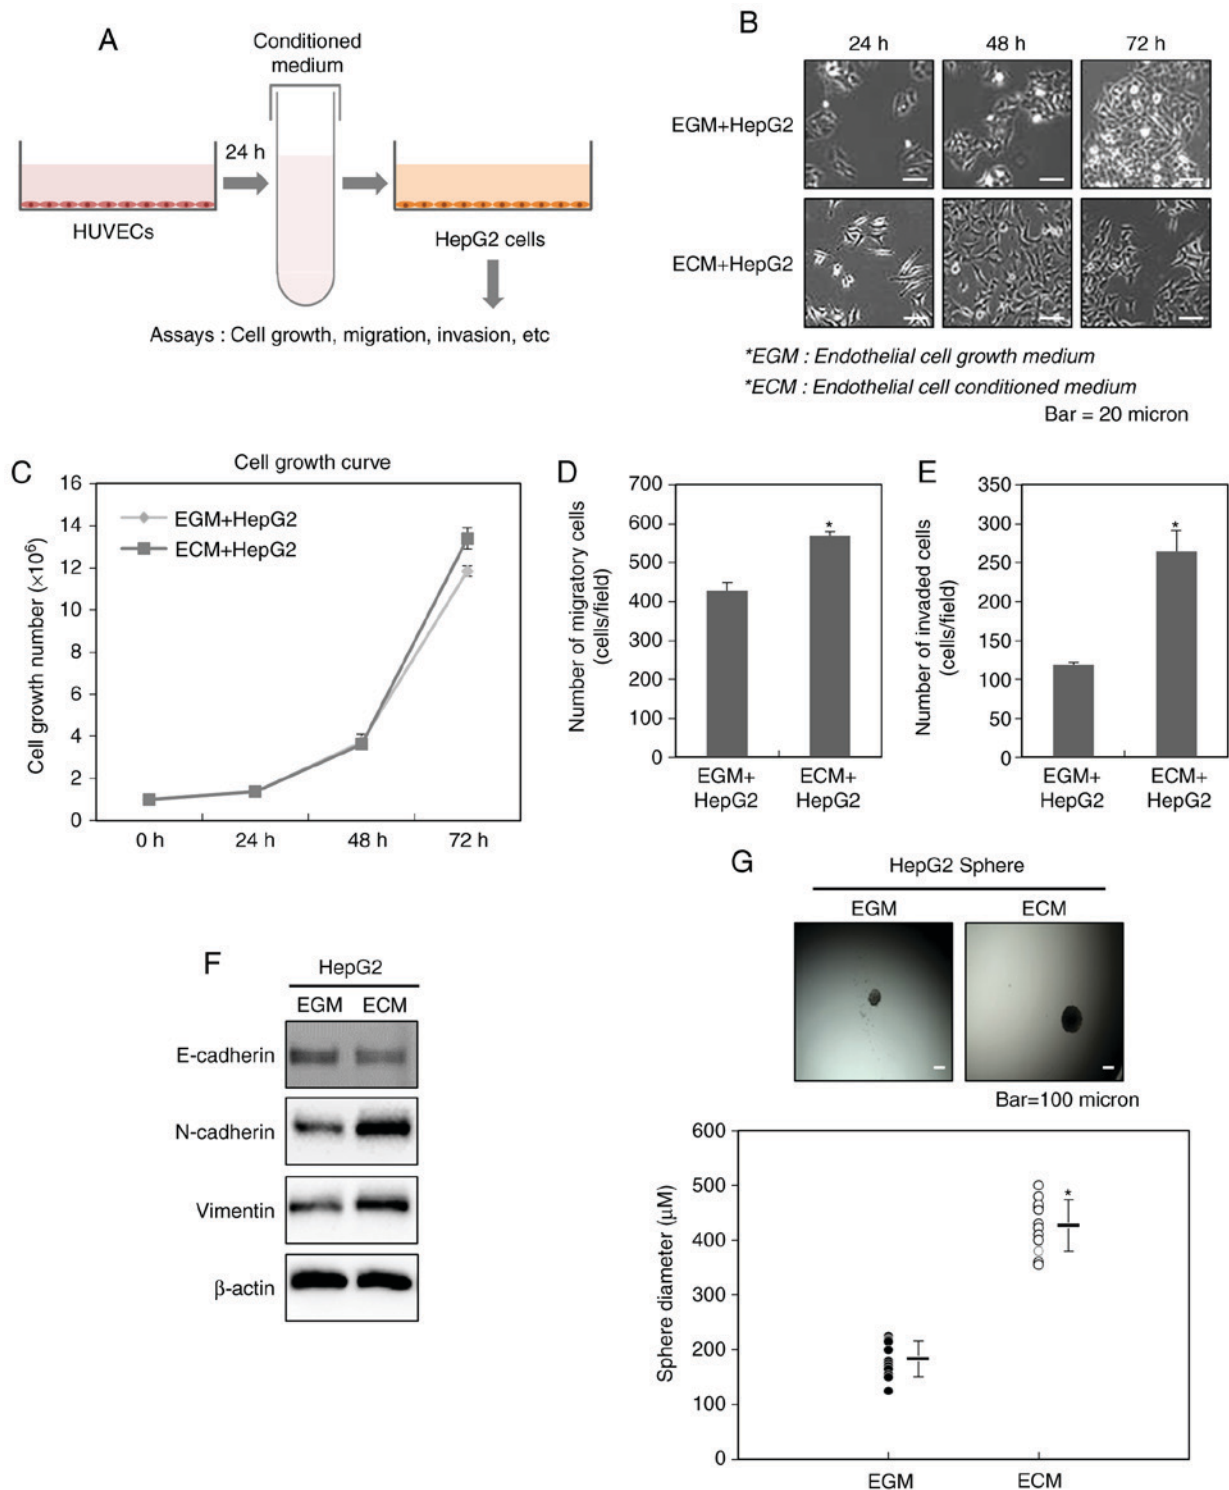 A
Conditioned
medium
24 h
HUVECs
HepG2 cells
Assays : Cell growth, migration, invasion, etc
B
24 h
48 h
72 h
EGM+HepG2
ECM+HepG2
*EGM : Endothelial cell growth medium
*ECM : Endothelial cell conditioned medium
Bar = 20 micron
C
Cell growth curve
Cell growth number (×10⁶)
16
14
12
10
8
6
4
2
0
EGM+HepG2
ECM+HepG2
0 h
24 h
48 h
72 h
D
Number of migratory cells
(cells/field)
700
600
500
400
300
200
100
0
*
EGM+
HepG2
ECM+
HepG2
E
Number of invaded cells
(cells/field)
350
300
250
200
150
100
50
0
*
EGM+
HepG2
ECM+
HepG2
F
HepG2
EGM
ECM
E-cadherin
N-cadherin
Vimentin
β-actin
G
HepG2 Sphere
EGM
ECM
Bar=100 micron
Sphere diameter (µM)
600
500
400
300
200
100
0
*
EGM
ECM